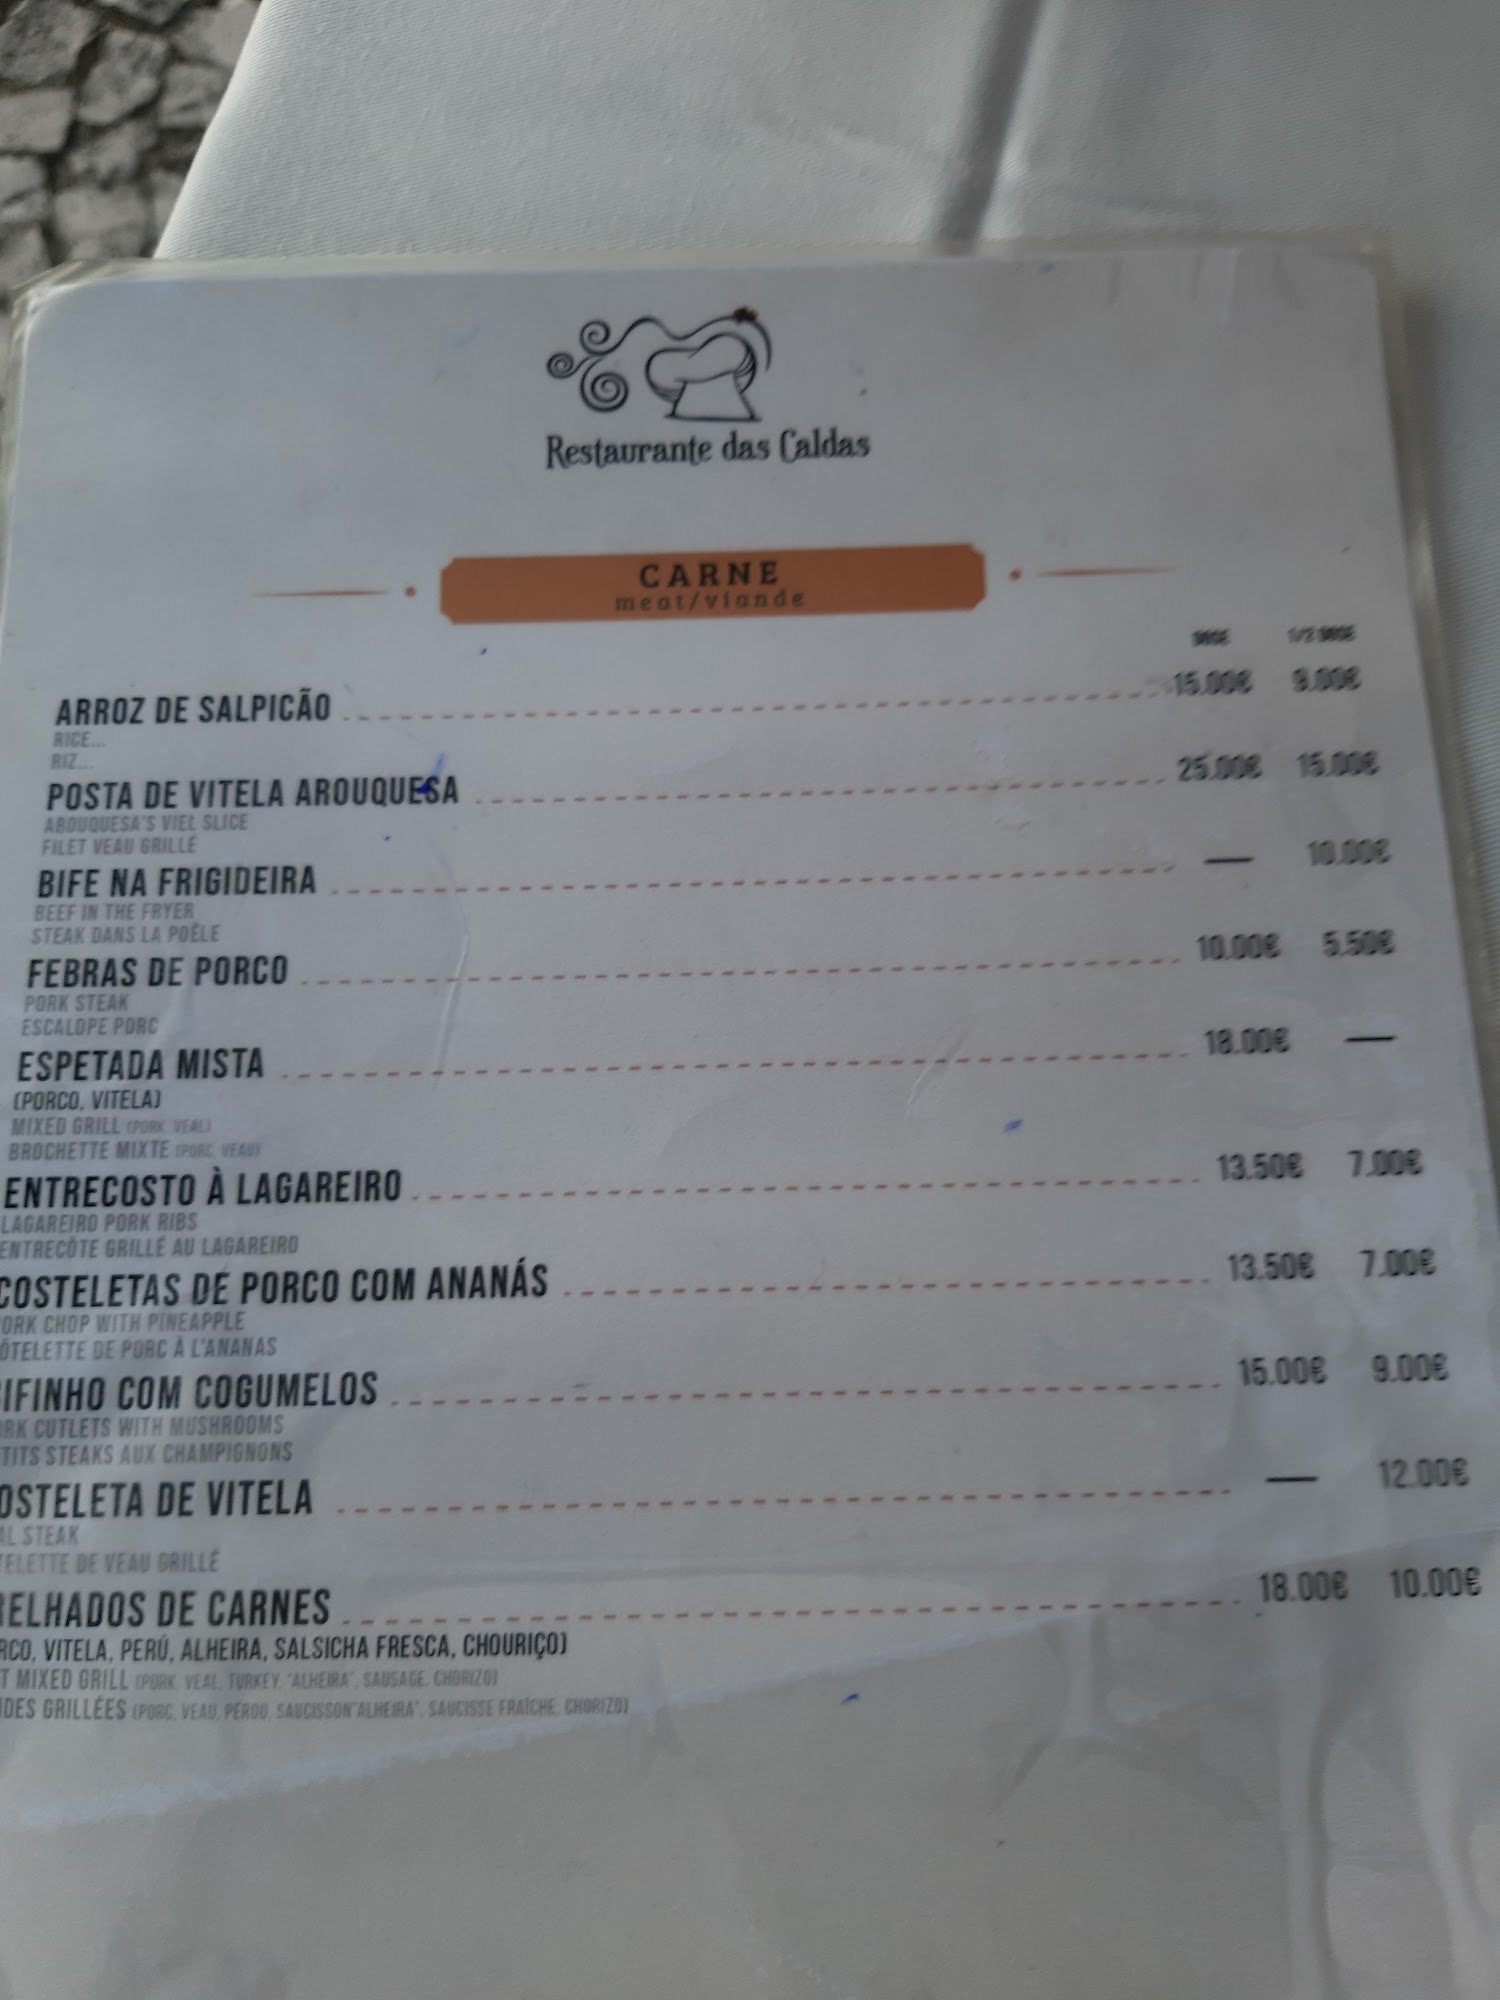 Restaurante das Caldas
CARNE
meat/viande
DOSE 1/2 DOSE
ARROZ DE SALPICÃO 15.00€ 9.00€
RICE...
RIZ...
POSTA DE VITELA AROUQUESA 25.00€ 15.00€
AROUQUESA'S VIEL SLICE
FILET VEAU GRILLÉ
BIFE NA FRIGIDEIRA — 10.00€
BEEF IN THE FRYER
STEAK DANS LA POÊLE
FEBRAS DE PORCO 10.00€ 5.50€
PORK STEAK
ESCALOPE PORC
ESPETADA MISTA 18.00€ —
(PORCO, VITELA)
MIXED GRILL (PORK, VEAL)
BROCHETTE MIXTE (PORC, VEAU)
ENTRECOSTO À LAGAREIRO 13.50€ 7.00€
LAGAREIRO PORK RIBS
ENTRECÔTE GRILLÉ AU LAGAREIRO
COSTELETAS DE PORCO COM ANANÁS 13.50€ 7.00€
ORK CHOP WITH PINEAPPLE
ÔTELETTE DE PORC À L'ANANAS
IFINHO COM COGUMELOS 15.00€ 9.00€
RK CUTLETS WITH MUSHROOMS
TITS STEAKS AUX CHAMPIGNONS
OSTELETA DE VITELA — 12.00€
AL STEAK
TELETTE DE VEAU GRILLÉ
RELHADOS DE CARNES 18.00€ 10.00€
RCO, VITELA, PERÚ, ALHEIRA, SALSICHA FRESCA, CHOURIÇO)
T MIXED GRILL (PORK, VEAL, TURKEY, "ALHEIRA", SAUSAGE, CHORIZO)
DES GRILLÉES (PORC, VEAU, PEROU, SAUCISSON"ALHEIRA", SAUCISSE FRAÎCHE, CHORIZO)